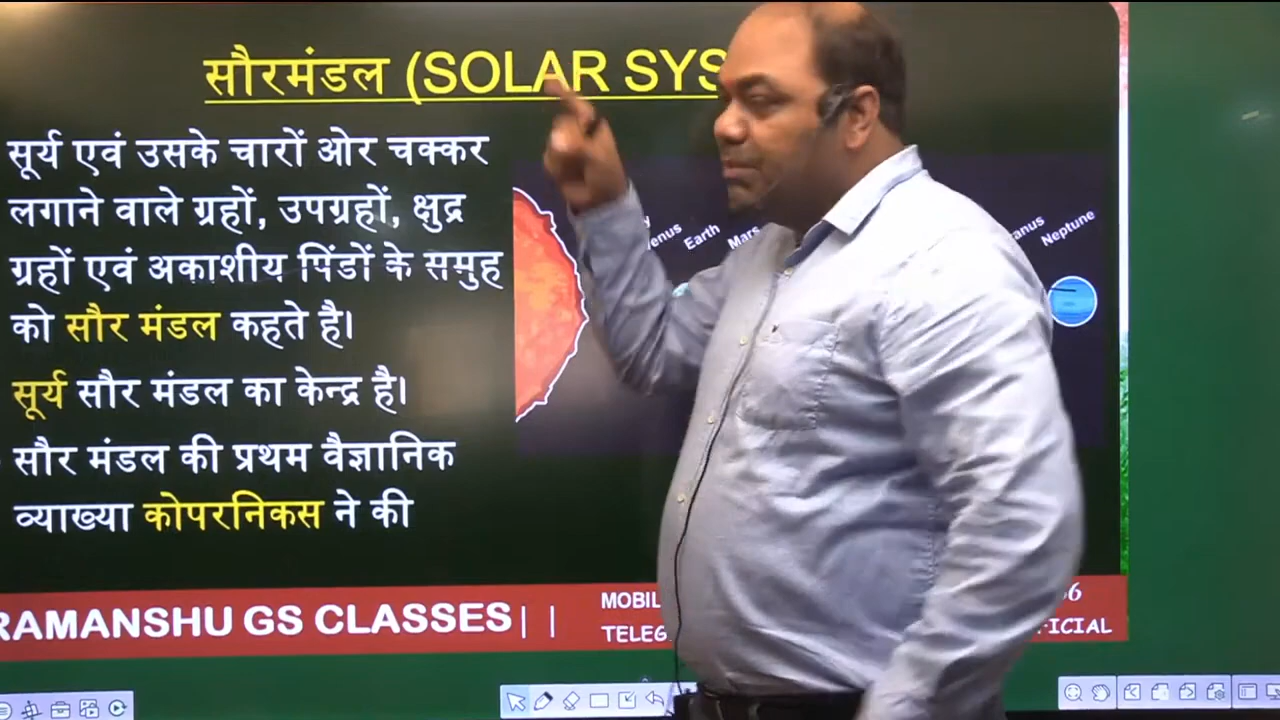 सौरमंडल (SOLAR SYS
सूर्य एवं उसके चारों ओर चक्कर
लगाने वाले ग्रहों, उपग्रहों, क्षुद्र
ग्रहों एवं अकाशीय पिंडों के समुह
को सौर मंडल कहते है।
सूर्य सौर मंडल का केन्द्र है।
सौर मंडल की प्रथम वैज्ञानिक
व्याख्या कोपरनिकस ने की
Earth
Mars
Neptune
RAMANSHU GS CLASSES||
MOBIL
TELEG
FICIAL